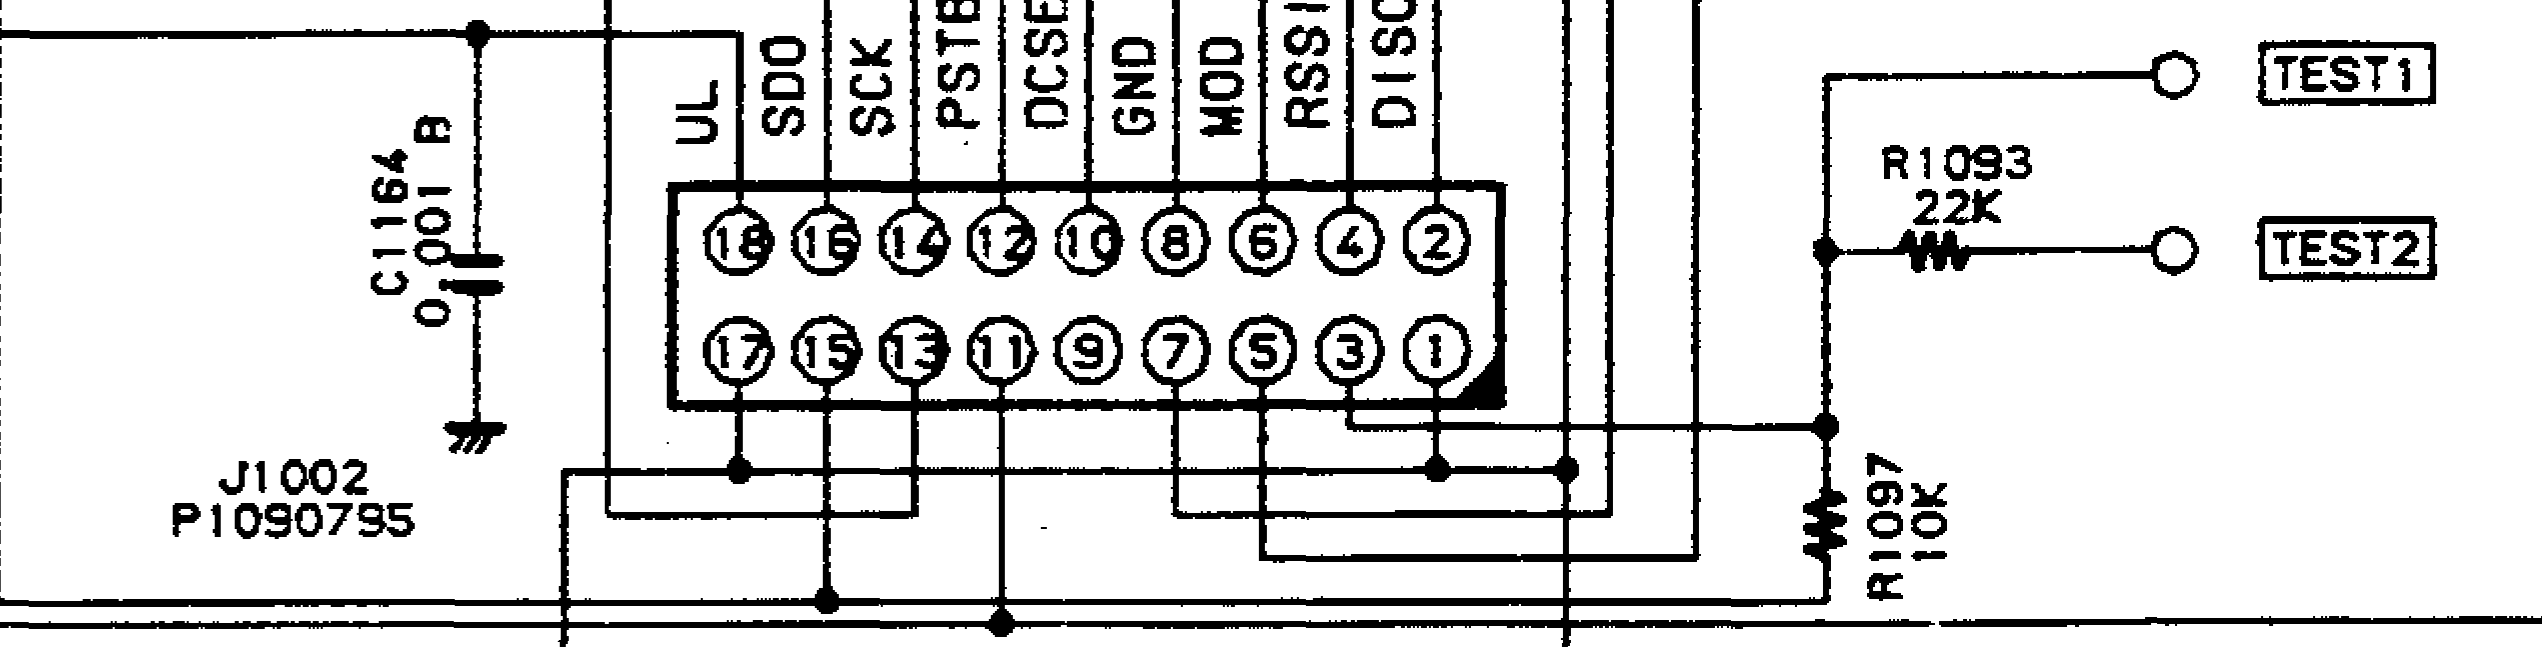 UL
SDO
SCK
PSTB
DCSE
GND
MOD
RSSI
DISC
TEST1
C1164
0.001 B
R1093
22K
TEST2
18 16 14 12 10 8 6 4 2
17 15 13 11 9 7 5 3 1
J1002
P1090795
R1097
10K